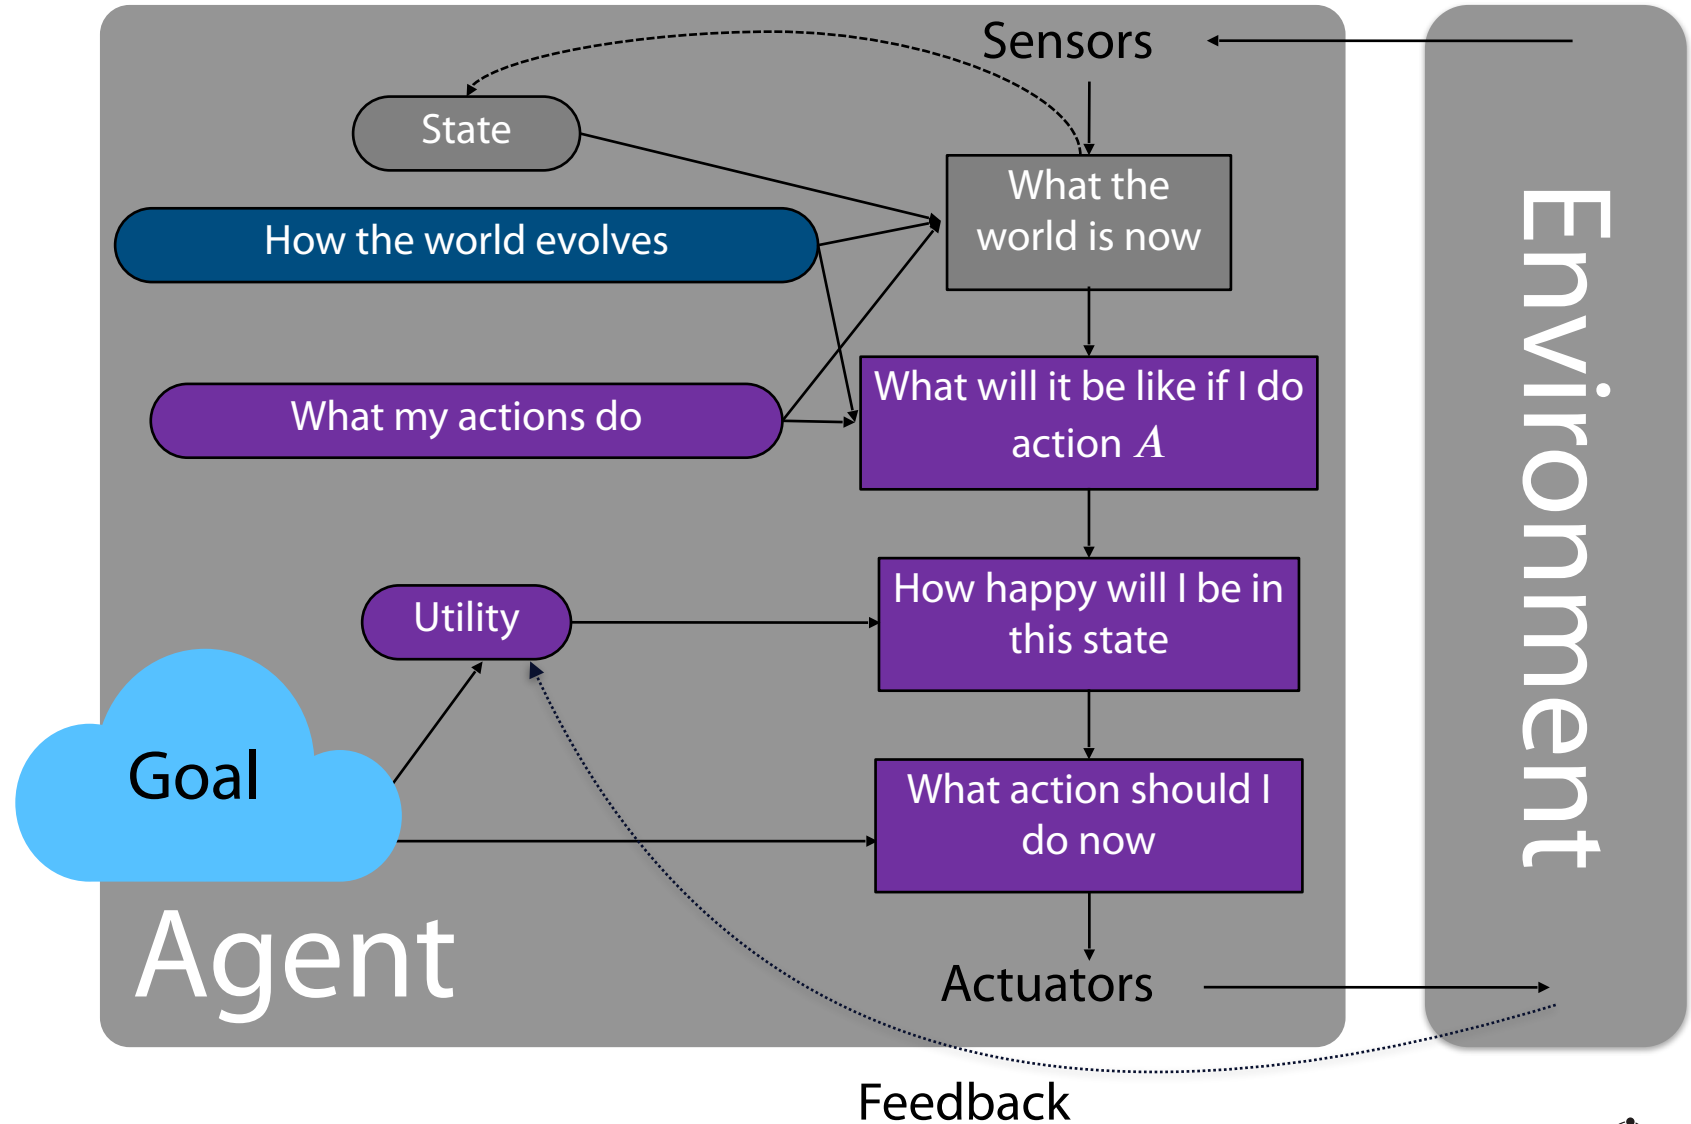 Sensors
State
What the
world is now
How the world evolves
What will it be like if I do
action A
What my actions do
How happy will I be in
this state
Utility
Goal
What action should I
do now
Agent
Actuators
Feedback
Environment